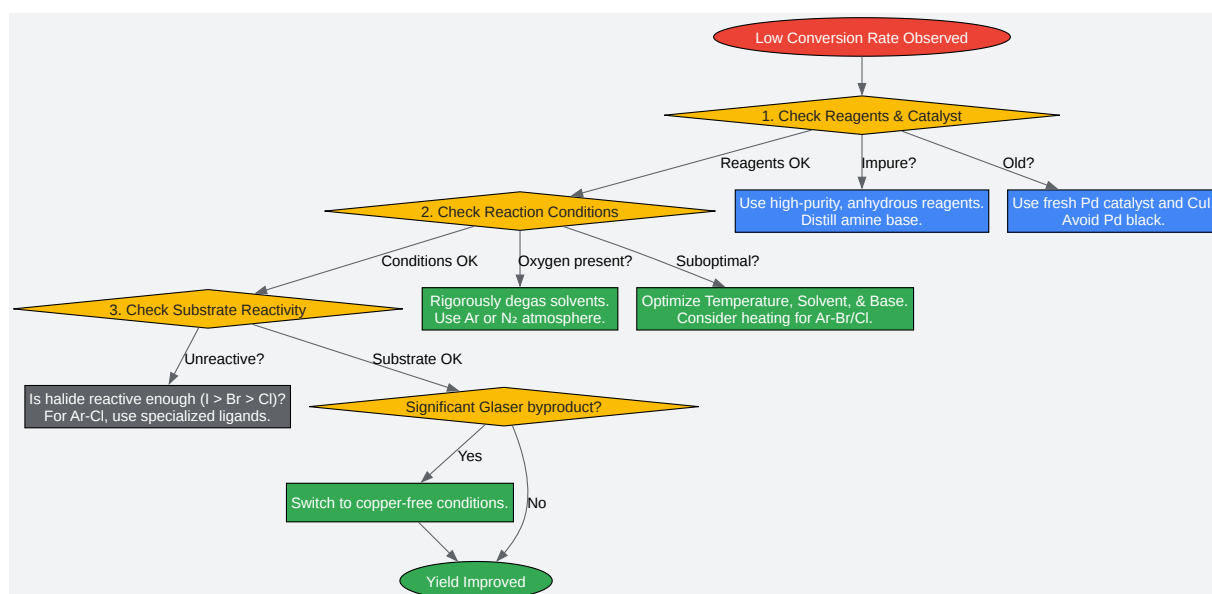 Low Conversion Rate Observed
1. Check Reagents & Catalyst
Reagents OK
Impure?
Old?
Use high-purity, anhydrous reagents.
Distill amine base.
Use fresh Pd catalyst and CuI
Avoid Pd black.
2. Check Reaction Conditions
Conditions OK
Oxygen present?
Suboptimal?
Rigorously degas solvents.
Use Ar or N₂ atmosphere.
Optimize Temperature, Solvent, & Base.
Consider heating for Ar-Br/Cl.
3. Check Substrate Reactivity
Unreactive?
Substrate OK
Is halide reactive enough (I > Br > Cl)?
For Ar-Cl, use specialized ligands.
Significant Glaser byproduct?
Yes
No
Switch to copper-free conditions.
Yield Improved